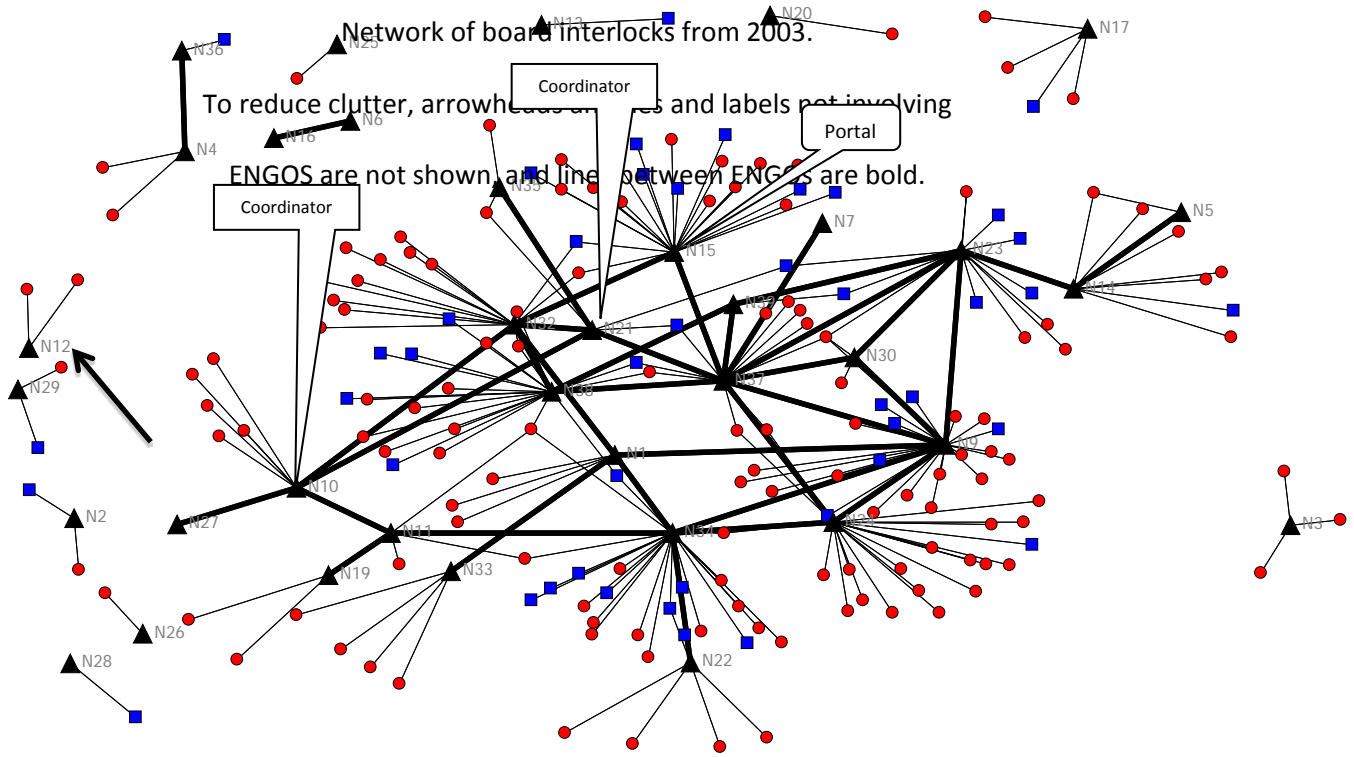 N13
N20
Network of board interlocks from 2003.
N17
N36
N25
Coordinator
To reduce clutter, arrowheads and labels not involving
N16
N6
Portal
N4
ENGOS are not shown, and lines between ENGOs are bold.
N35
Coordinator
N5
N7
N15
N23
N14
N39
N32
N21
N12
N30
N29
N37
N38
N1
N9
N10
N2
N27
N11
N34
N24
N3
N19
N33
N26
N28
N22